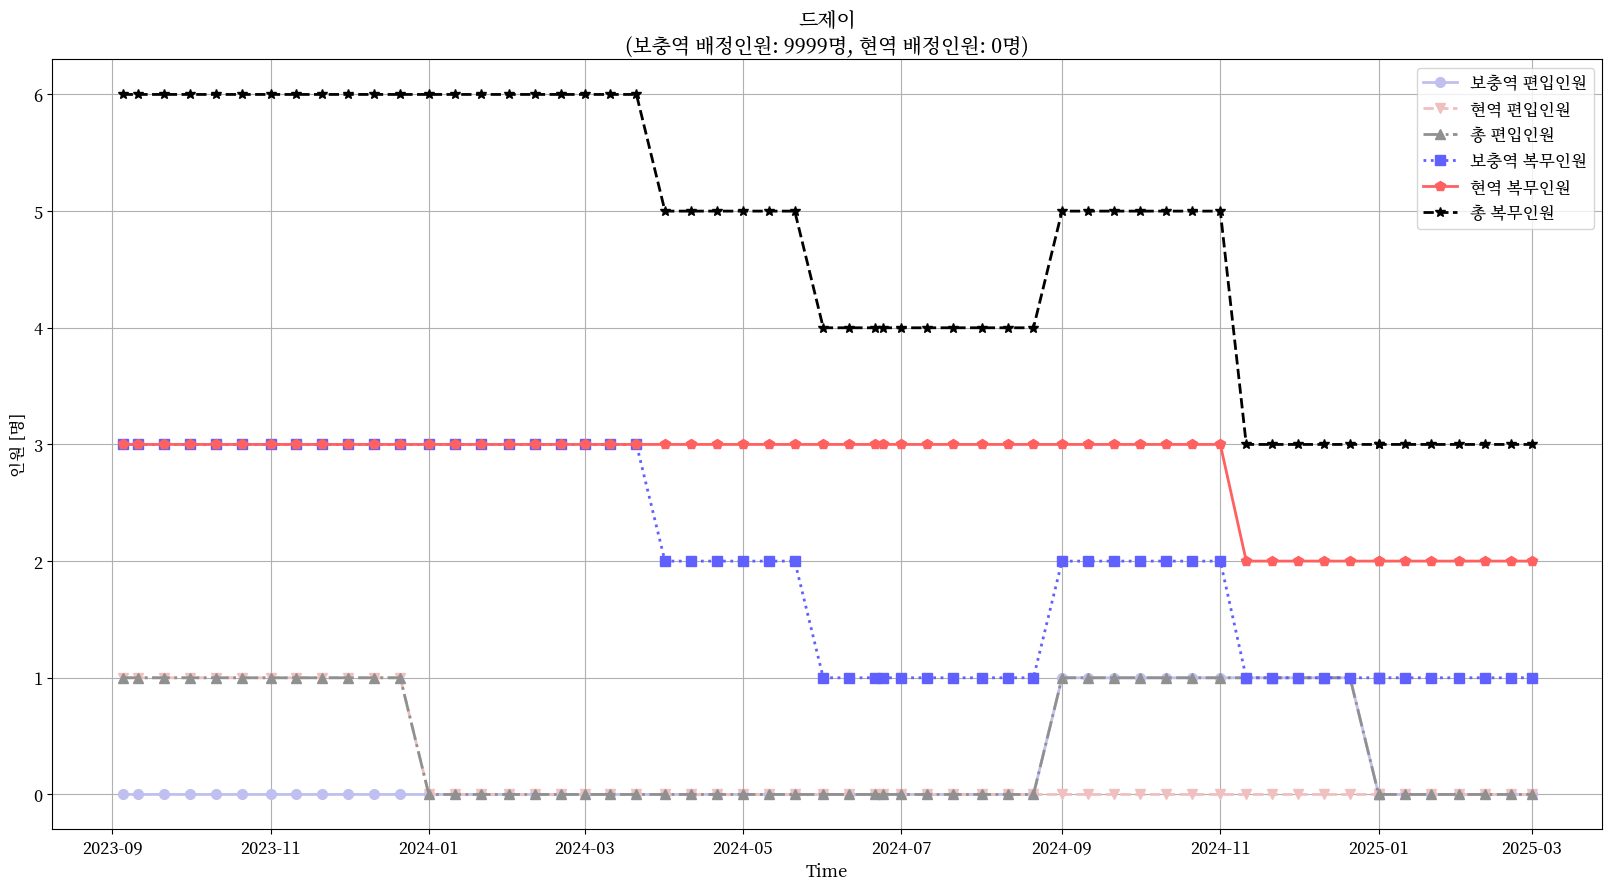 드제이
(보충역 배정인원: 9999명, 현역 배정인원: 0명)
보충역 편입인원
현역 편입인원
총 편입인원
보충역 복무인원
현역 복무인원
총 복무인원
인원 [명]
6
5
4
3
2
1
0
2023-09 2023-11 2024-01 2024-03 2024-05 2024-07 2024-09 2024-11 2025-01 2025-03
Time